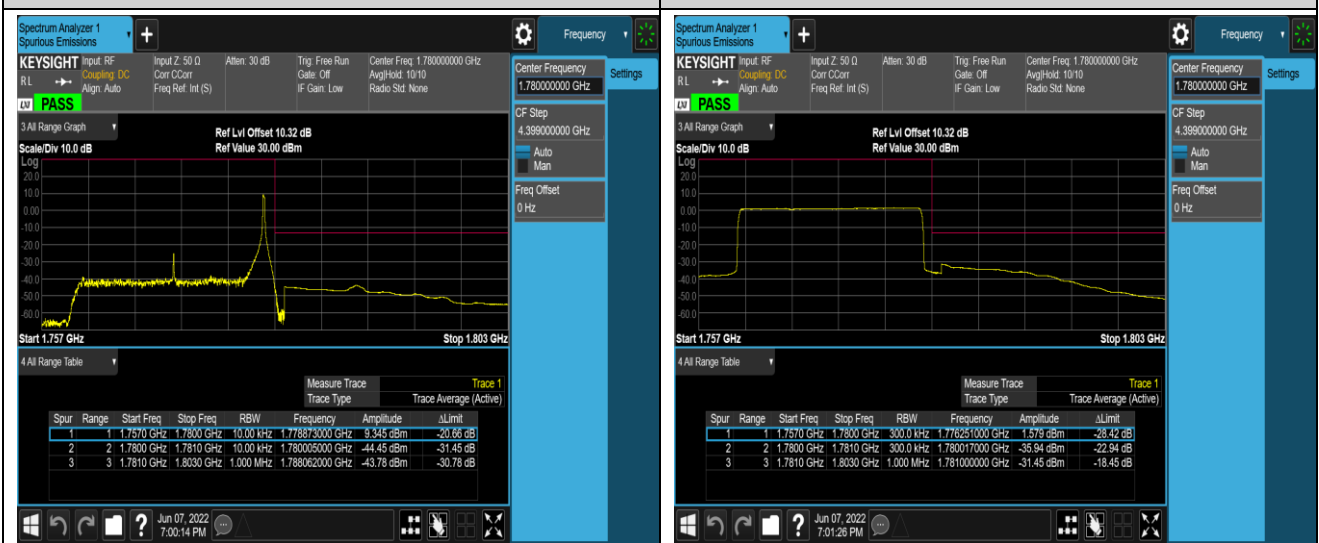 Spectrum Analyzer 1
Spurious Emissions
+
Frequency
KEYSIGHT Input: RF Input Z: 50 Ω Atten: 30 dB Trig: Free Run Center Freq: 1.780000000 GHz
R L Coupling: DC Corr CCorr Gate: Off Avg|Hold: 10/10
Align: Auto Freq Ref: Int (S) IF Gain: Low Radio Std: None
LXI PASS
3 All Range Graph
Ref Lvl Offset 10.32 dB
Scale/Div 10.0 dB Ref Value 30.00 dBm
Log
20.0
10.0
0.00
-10.0
-20.0
-30.0
-40.0
-50.0
-60.0
Start 1.757 GHz Stop 1.803 GHz
4 All Range Table
Measure Trace Trace 1
Trace Type Trace Average (Active)
Spur Range Start Freq Stop Freq RBW Frequency Amplitude ΔLimit
1 1 1.7570 GHz 1.7800 GHz 10.00 kHz 1.778873000 GHz 9.345 dBm -20.66 dB
2 2 1.7800 GHz 1.7810 GHz 10.00 kHz 1.780005000 GHz -44.45 dBm -31.45 dB
3 3 1.7810 GHz 1.8030 GHz 1.000 MHz 1.788062000 GHz -43.78 dBm -30.78 dB
Center Frequency
1.780000000 GHz
Settings
CF Step
4.399000000 GHz
Auto
Man
Freq Offset
0 Hz
?
Jun 07, 2022
7:00:14 PM
Spectrum Analyzer 1
Spurious Emissions
+
Frequency
KEYSIGHT Input: RF Input Z: 50 Ω Atten: 30 dB Trig: Free Run Center Freq: 1.780000000 GHz
R L Coupling: DC Corr CCorr Gate: Off Avg|Hold: 10/10
Align: Auto Freq Ref: Int (S) IF Gain: Low Radio Std: None
LXI PASS
3 All Range Graph
Ref Lvl Offset 10.32 dB
Scale/Div 10.0 dB Ref Value 30.00 dBm
Log
20.0
10.0
0.00
-10.0
-20.0
-30.0
-40.0
-50.0
-60.0
Start 1.757 GHz Stop 1.803 GHz
4 All Range Table
Measure Trace Trace 1
Trace Type Trace Average (Active)
Spur Range Start Freq Stop Freq RBW Frequency Amplitude ΔLimit
1 1 1.7570 GHz 1.7800 GHz 300.0 kHz 1.776251000 GHz 1.579 dBm -28.42 dB
2 2 1.7800 GHz 1.7810 GHz 300.0 kHz 1.780017000 GHz -35.94 dBm -22.94 dB
3 3 1.7810 GHz 1.8030 GHz 1.000 MHz 1.781000000 GHz -31.45 dBm -18.45 dB
Center Frequency
1.780000000 GHz
Settings
CF Step
4.399000000 GHz
Auto
Man
Freq Offset
0 Hz
?
Jun 07, 2022
7:01:26 PM